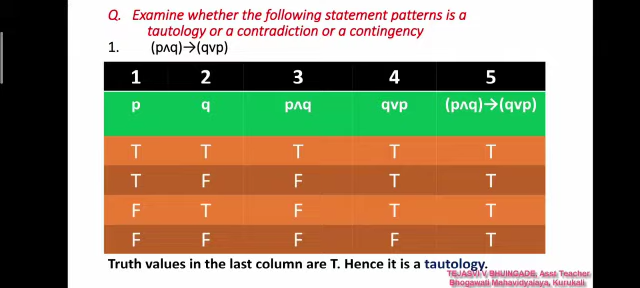 Q. Examine whether the following statement patterns is a
tautology or a contradiction or a contingency
1. (p∧q)→(q∨p)
1 2 3 4 5
p q p∧q q∨p (p∧q)→(q∨p)
T T T T T
T F F T T
F T F T T
F F F F T
Truth values in the last column are T. Hence it is a tautology.
TEJASVI V BHUINGADE, Asst Teacher
Bhogawati Mahavidyalaya, Kurukali